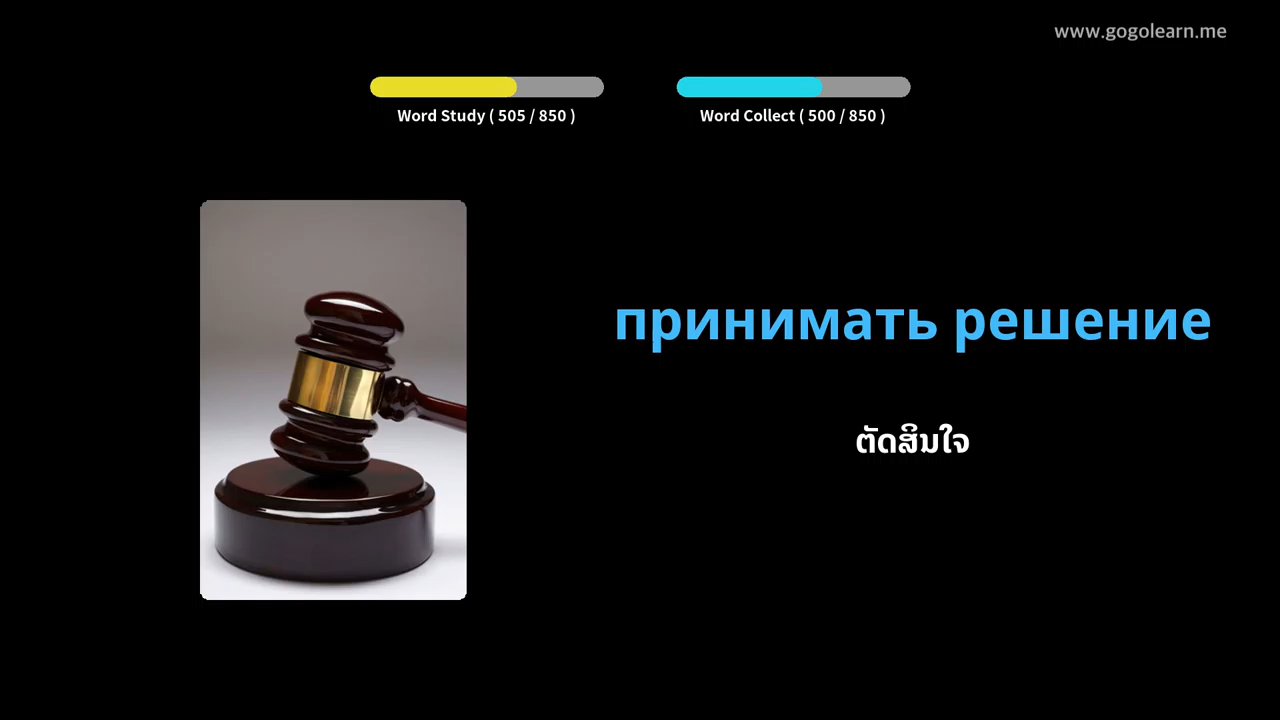 www.gogolearn.me
Word Study ( 505 / 850 )
Word Collect ( 500 / 850 )
принимать решение
ຕັດສິນໃຈ